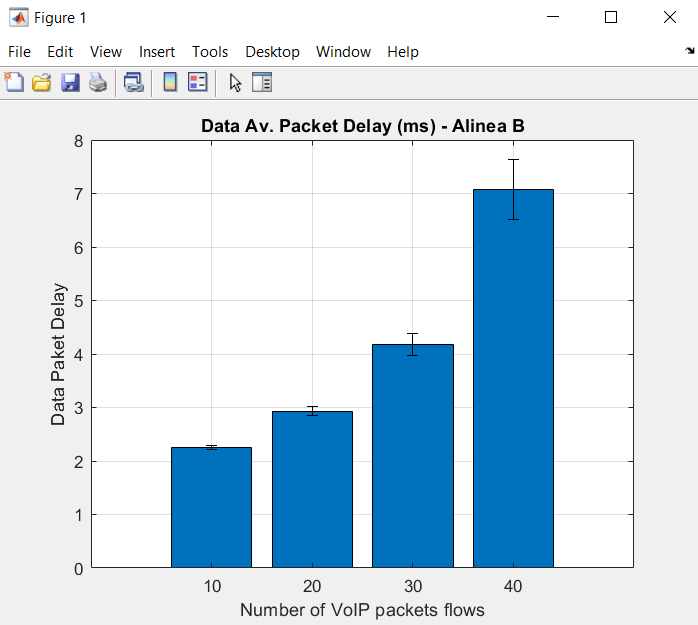 Figure 1
File Edit View Insert Tools Desktop Window Help
Data Av. Packet Delay (ms) - Alinea B
8
7
6
5
4
3
2
1
0
Data Paket Delay
10 20 30 40
Number of VoIP packets flows